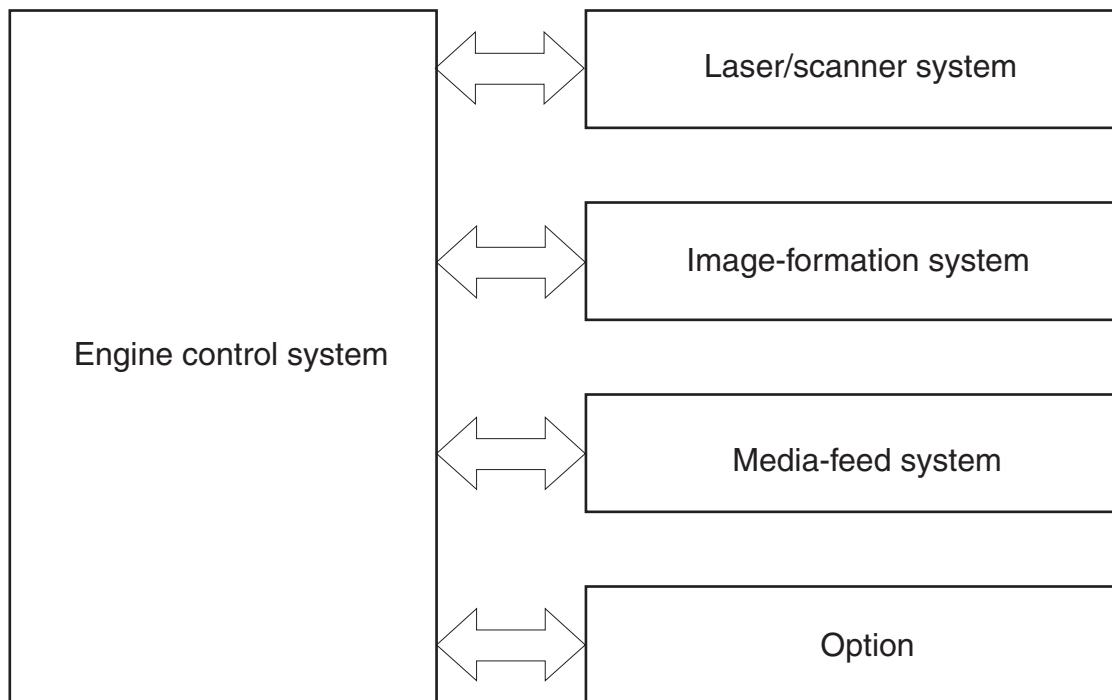 Laser/scanner system
Image-formation system
Engine control system
Media-feed system
Option